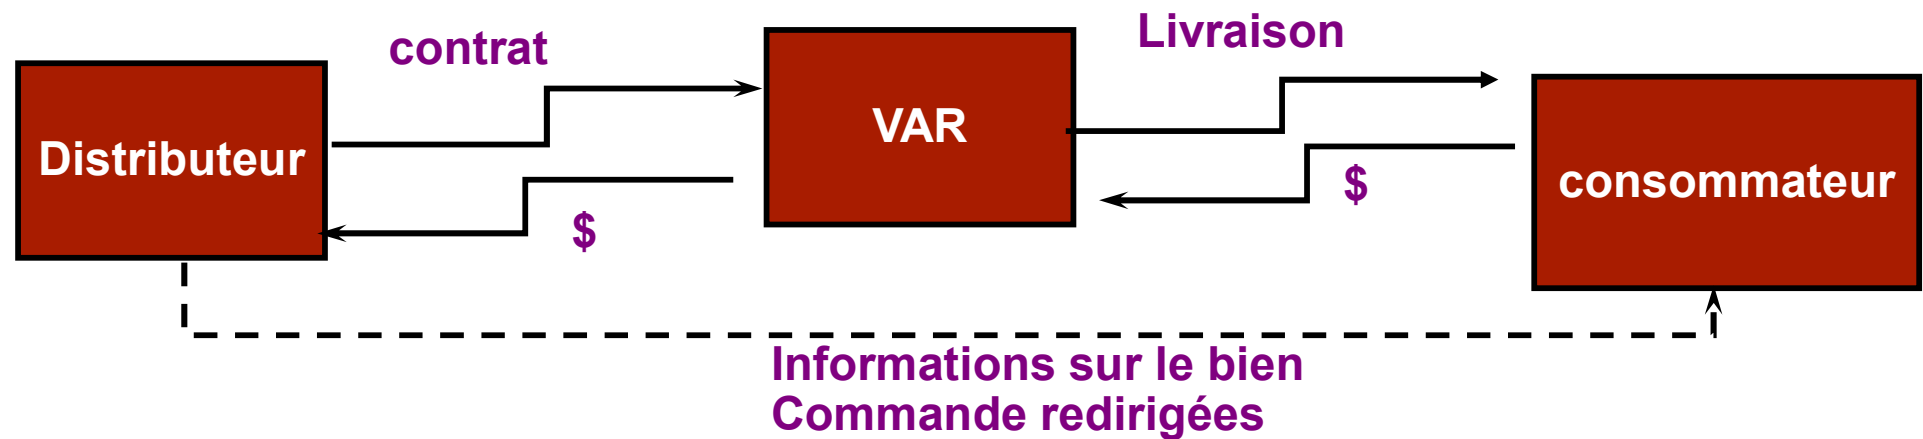 contrat
Livraison
Distributeur
VAR
consommateur
$
$
Informations sur le bien
Commande redirigées